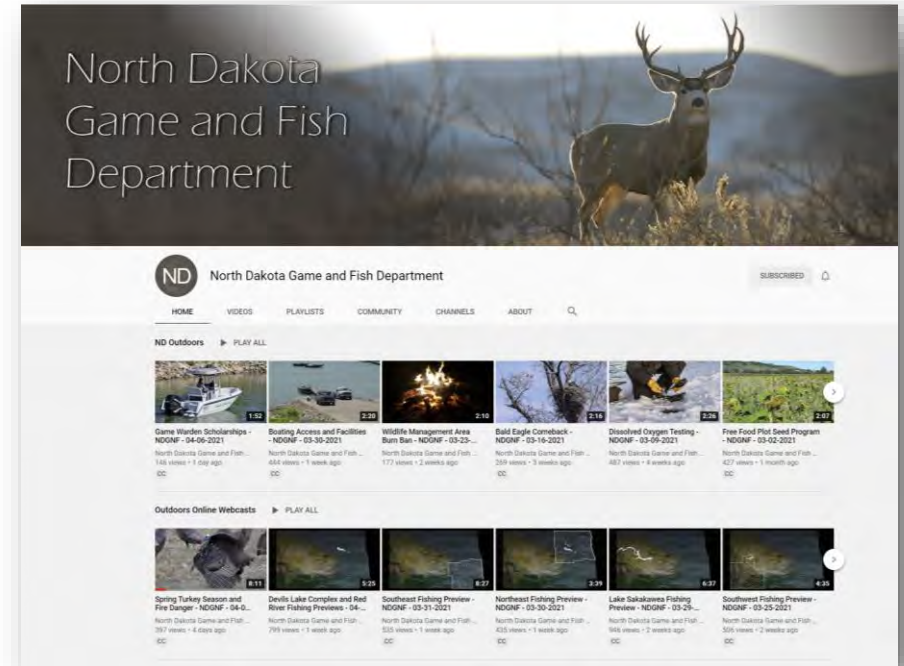 North Dakota
Game and Fish
Department
ND
North Dakota Game and Fish Department
SUBSCRIBED
HOME VIDEOS PLAYLISTS COMMUNITY CHANNELS ABOUT
ND Outdoors PLAY ALL
1:52 2:20 2:10 2:16 2:26 2:07
Game Warden Scholarships - Boating Access and Facilities Wildlife Management Area Bald Eagle Comeback - Dissolved Oxygen Testing - Free Food Plot Seed Program
NDGNF - 04-06-2021 - NDGNF - 03-30-2021 Burn Ban - NDGNF - 03-23-... NDGNF - 03-16-2021 NDGNF - 03-09-2021 - NDGNF - 03-02-2021
North Dakota Game and Fish ... North Dakota Game and Fish ... North Dakota Game and Fish ... North Dakota Game and Fish ... North Dakota Game and Fish ... North Dakota Game and Fish ...
146 views • 1 day ago 444 views • 1 week ago 177 views • 2 weeks ago 269 views • 3 weeks ago 487 views • 4 weeks ago 427 views • 1 month ago
CC CC CC CC CC
Outdoors Online Webcasts PLAY ALL
8:11 5:25 8:27 3:39 6:37 4:35
Spring Turkey Season and Devils Lake Complex and Red Southeast Fishing Preview - Northeast Fishing Preview - Lake Sakakawea Fishing Southwest Fishing Preview -
Fire Danger - NDGNF - 04-0... River Fishing Previews - 04-... NDGNF - 03-31-2021 NDGNF - 03-30-2021 Preview - NDGNF - 03-29-... NDGNF - 03-25-2021
North Dakota Game and Fish ... North Dakota Game and Fish ... North Dakota Game and Fish ... North Dakota Game and Fish ... North Dakota Game and Fish ... North Dakota Game and Fish ...
397 views • 4 days ago 799 views • 1 week ago 535 views • 1 week ago 435 views • 1 week ago 946 views • 2 weeks ago 506 views • 2 weeks ago
CC CC CC CC CC